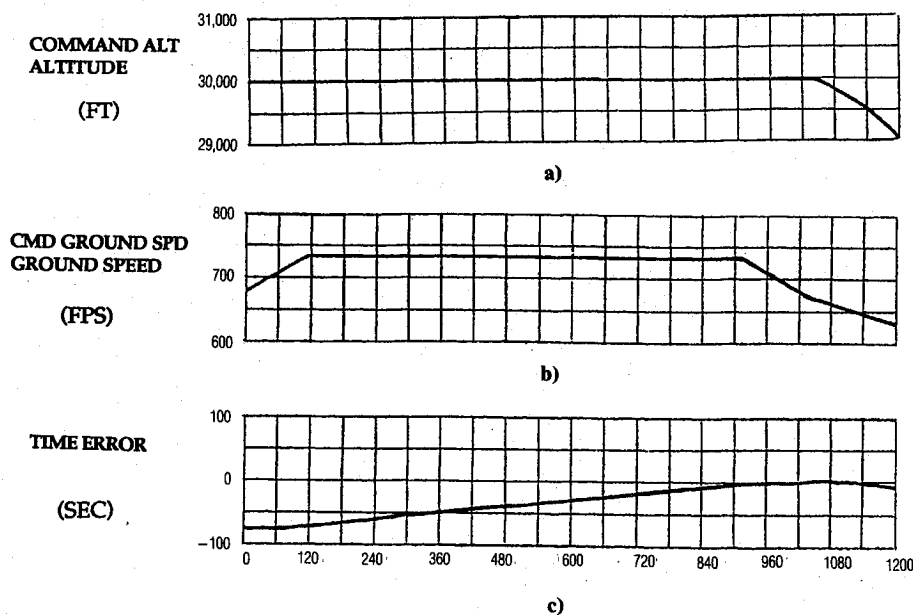 31,000
COMMAND ALT
ALTITUDE
30,000
(FT)
29,000
a)
800
CMD GROUND SPD
GROUND SPEED
700
(FPS)
600
b)
100
TIME ERROR
0
(SEC)
−100
0 120 240 360 480 600 720 840 960 1080 1200
c)